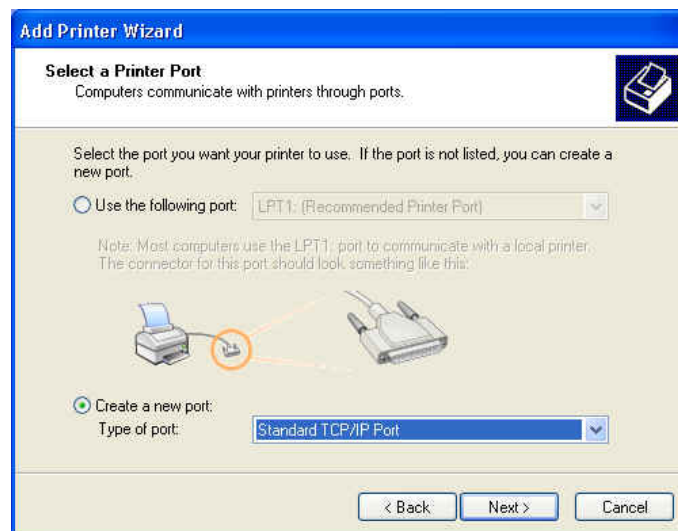 Add Printer Wizard
Select a Printer Port
Computers communicate with printers through ports.
Select the port you want your printer to use. If the port is not listed, you can create a
new port.
Use the following port: LPT1: (Recommended Printer Port)
Note: Most computers use the LPT1: port to communicate with a local printer.
The connector for this port should look something like this:
Create a new port:
Type of port: Standard TCP/IP Port
< Back Next > Cancel